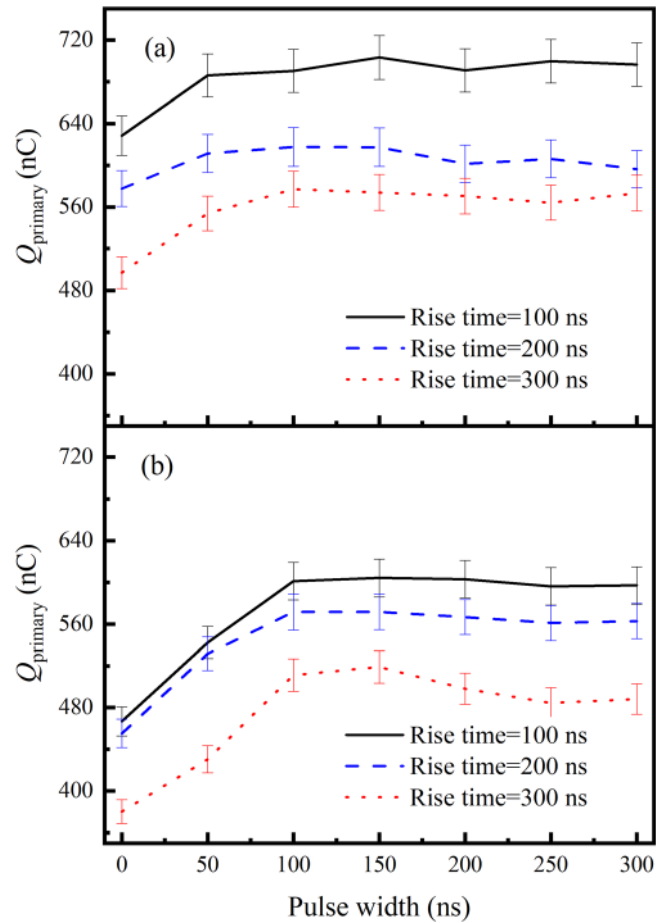 (a)
720
640
560
480
400
Qprimary (nC)
Rise time=100 ns
Rise time=200 ns
Rise time=300 ns
(b)
720
640
560
480
400
Qprimary (nC)
Rise time=100 ns
Rise time=200 ns
Rise time=300 ns
0 50 100 150 200 250 300
Pulse width (ns)